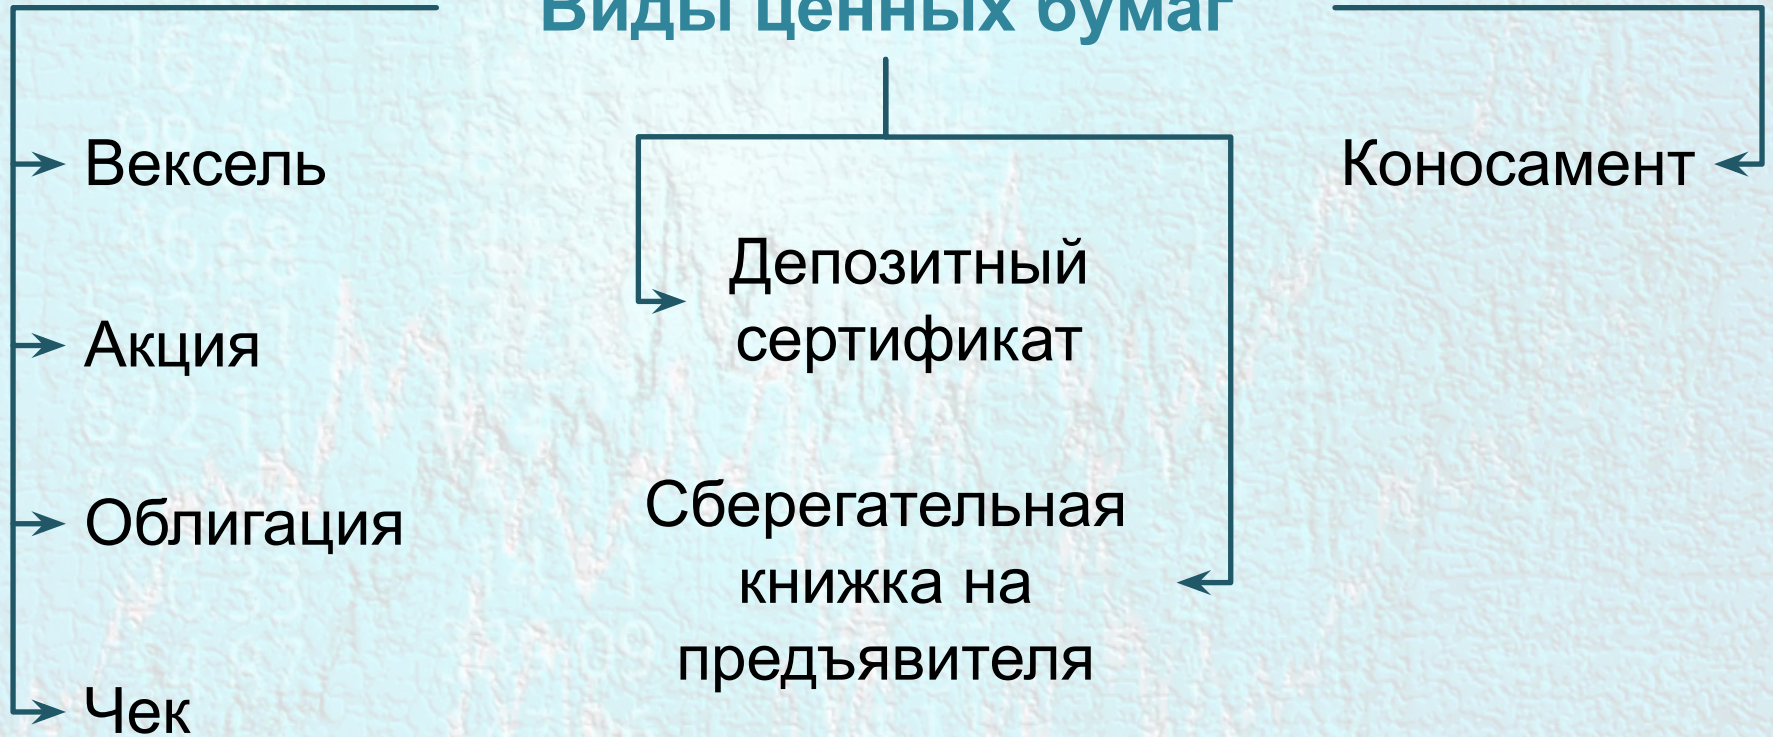 Виды ценных бумаг
Вексель
Акция
Облигация
Чек
Депозитный
сертификат
Сберегательная
книжка на
предъявителя
Коносамент